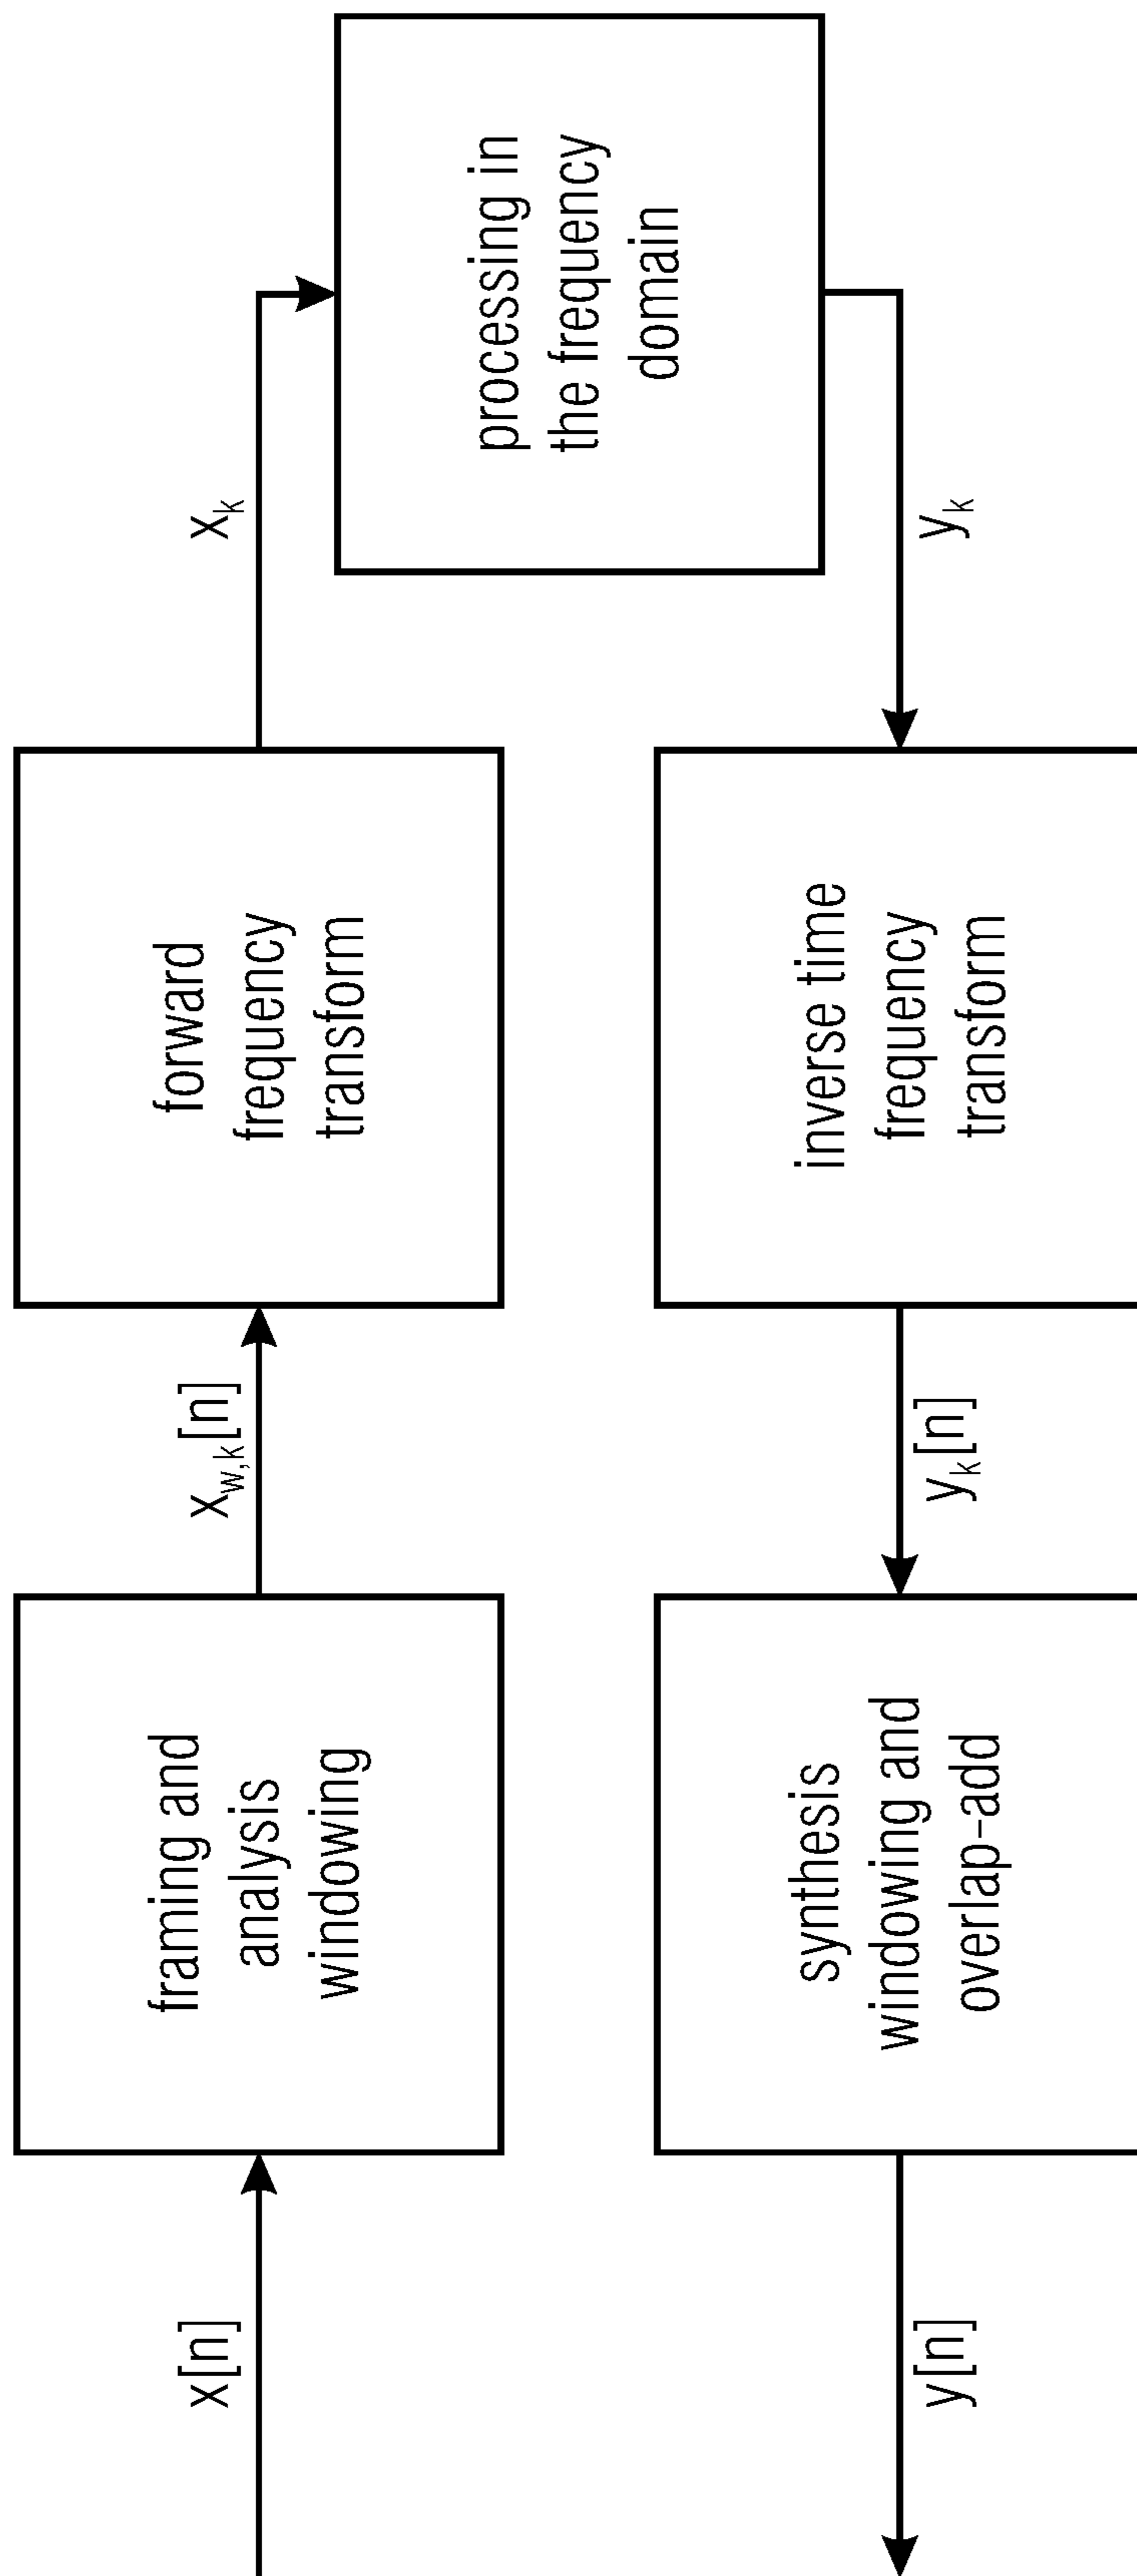 x[n]
framing and
analysis
windowing
x_{w,k}[n]
forward
frequency
transform
x_k
processing in
the frequency
domain
y_k
inverse time
frequency
transform
y_k[n]
synthesis
windowing and
overlap-add
y[n]